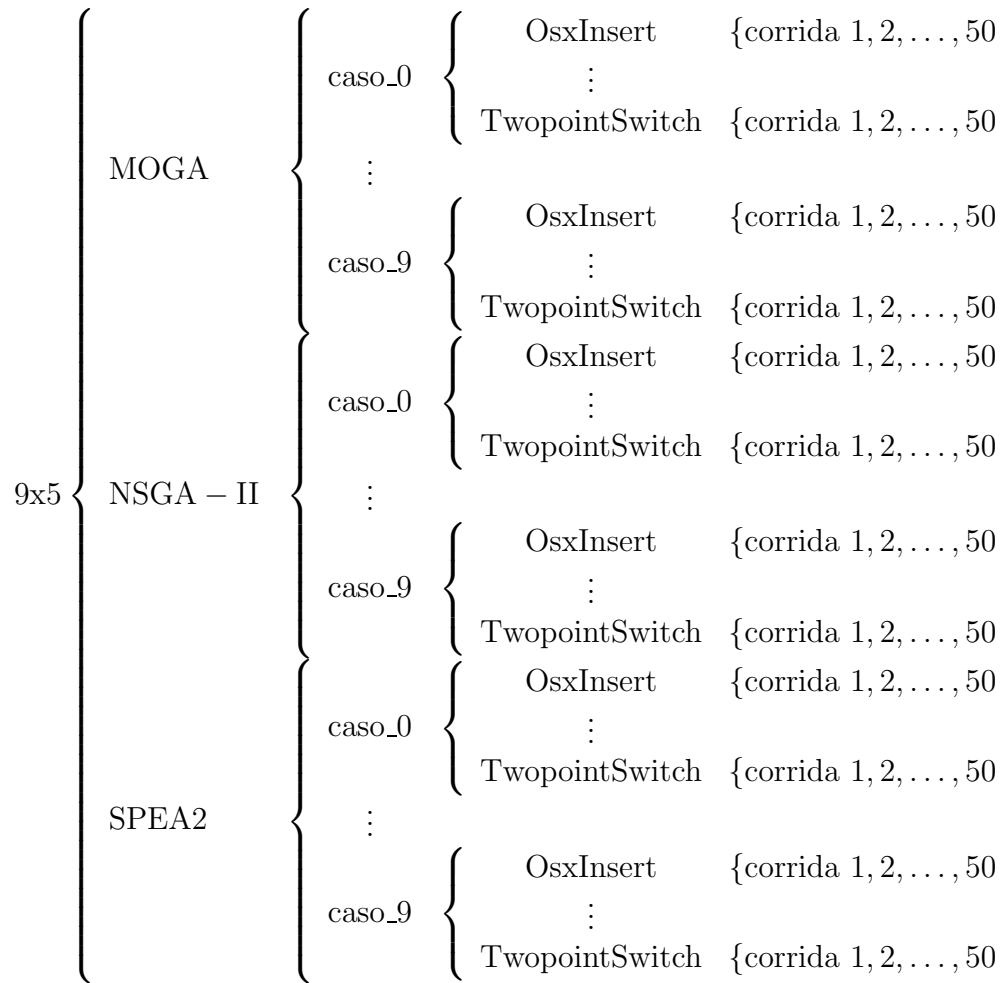 OsxInsert {corrida 1, 2, . . . , 50
caso_0 {
⋮
TwopointSwitch {corrida 1, 2, . . . , 50
MOGA { ⋮
OsxInsert {corrida 1, 2, . . . , 50
caso_9 {
⋮
TwopointSwitch {corrida 1, 2, . . . , 50
OsxInsert {corrida 1, 2, . . . , 50
caso_0 {
⋮
TwopointSwitch {corrida 1, 2, . . . , 50
9x5 { NSGA − II { ⋮
OsxInsert {corrida 1, 2, . . . , 50
caso_9 {
⋮
TwopointSwitch {corrida 1, 2, . . . , 50
OsxInsert {corrida 1, 2, . . . , 50
caso_0 {
⋮
TwopointSwitch {corrida 1, 2, . . . , 50
SPEA2 { ⋮
OsxInsert {corrida 1, 2, . . . , 50
caso_9 {
⋮
TwopointSwitch {corrida 1, 2, . . . , 50